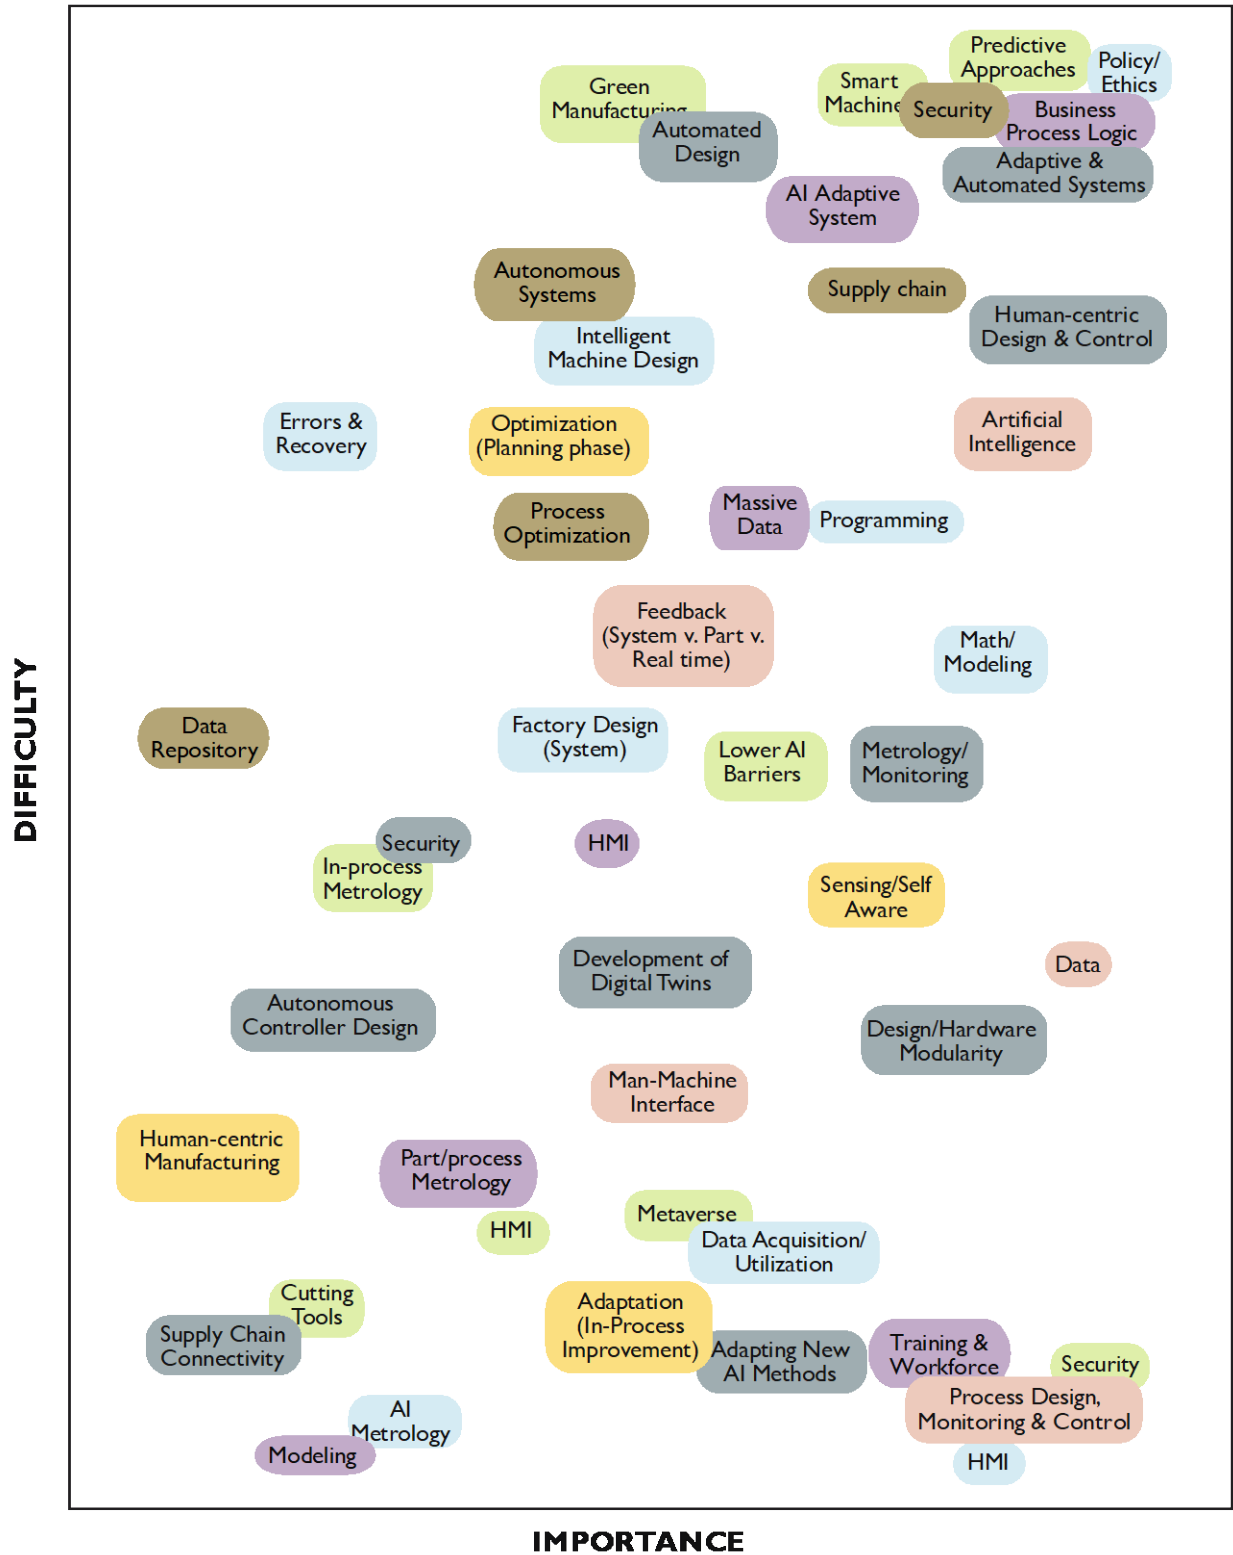 Predictive
Approaches
Policy/
Ethics
Green
Manufacturing
Smart
Machine
Security
Business
Process Logic
Automated
Design
Adaptive &
Automated Systems
AI Adaptive
System
Autonomous
Systems
Supply chain
Human-centric
Design & Control
Intelligent
Machine Design
Errors &
Recovery
Optimization
(Planning phase)
Artificial
Intelligence
Process
Optimization
Massive
Data
Programming
Feedback
(System v. Part v.
Real time)
Math/
Modeling
Data
Repository
Factory Design
(System)
Lower AI
Barriers
Metrology/
Monitoring
Security
In-process
Metrology
HMI
Sensing/Self
Aware
Development of
Digital Twins
Data
Autonomous
Controller Design
Design/Hardware
Modularity
Man-Machine
Interface
Human-centric
Manufacturing
Part/process
Metrology
HMI
Metaverse
Data Acquisition/
Utilization
Cutting
Tools
Supply Chain
Connectivity
Adaptation
(In-Process
Improvement)
Adapting New
AI Methods
Training &
Workforce
Security
Process Design,
Monitoring & Control
AI
Metrology
Modeling
HMI
DIFFICULTY
IMPORTANCE